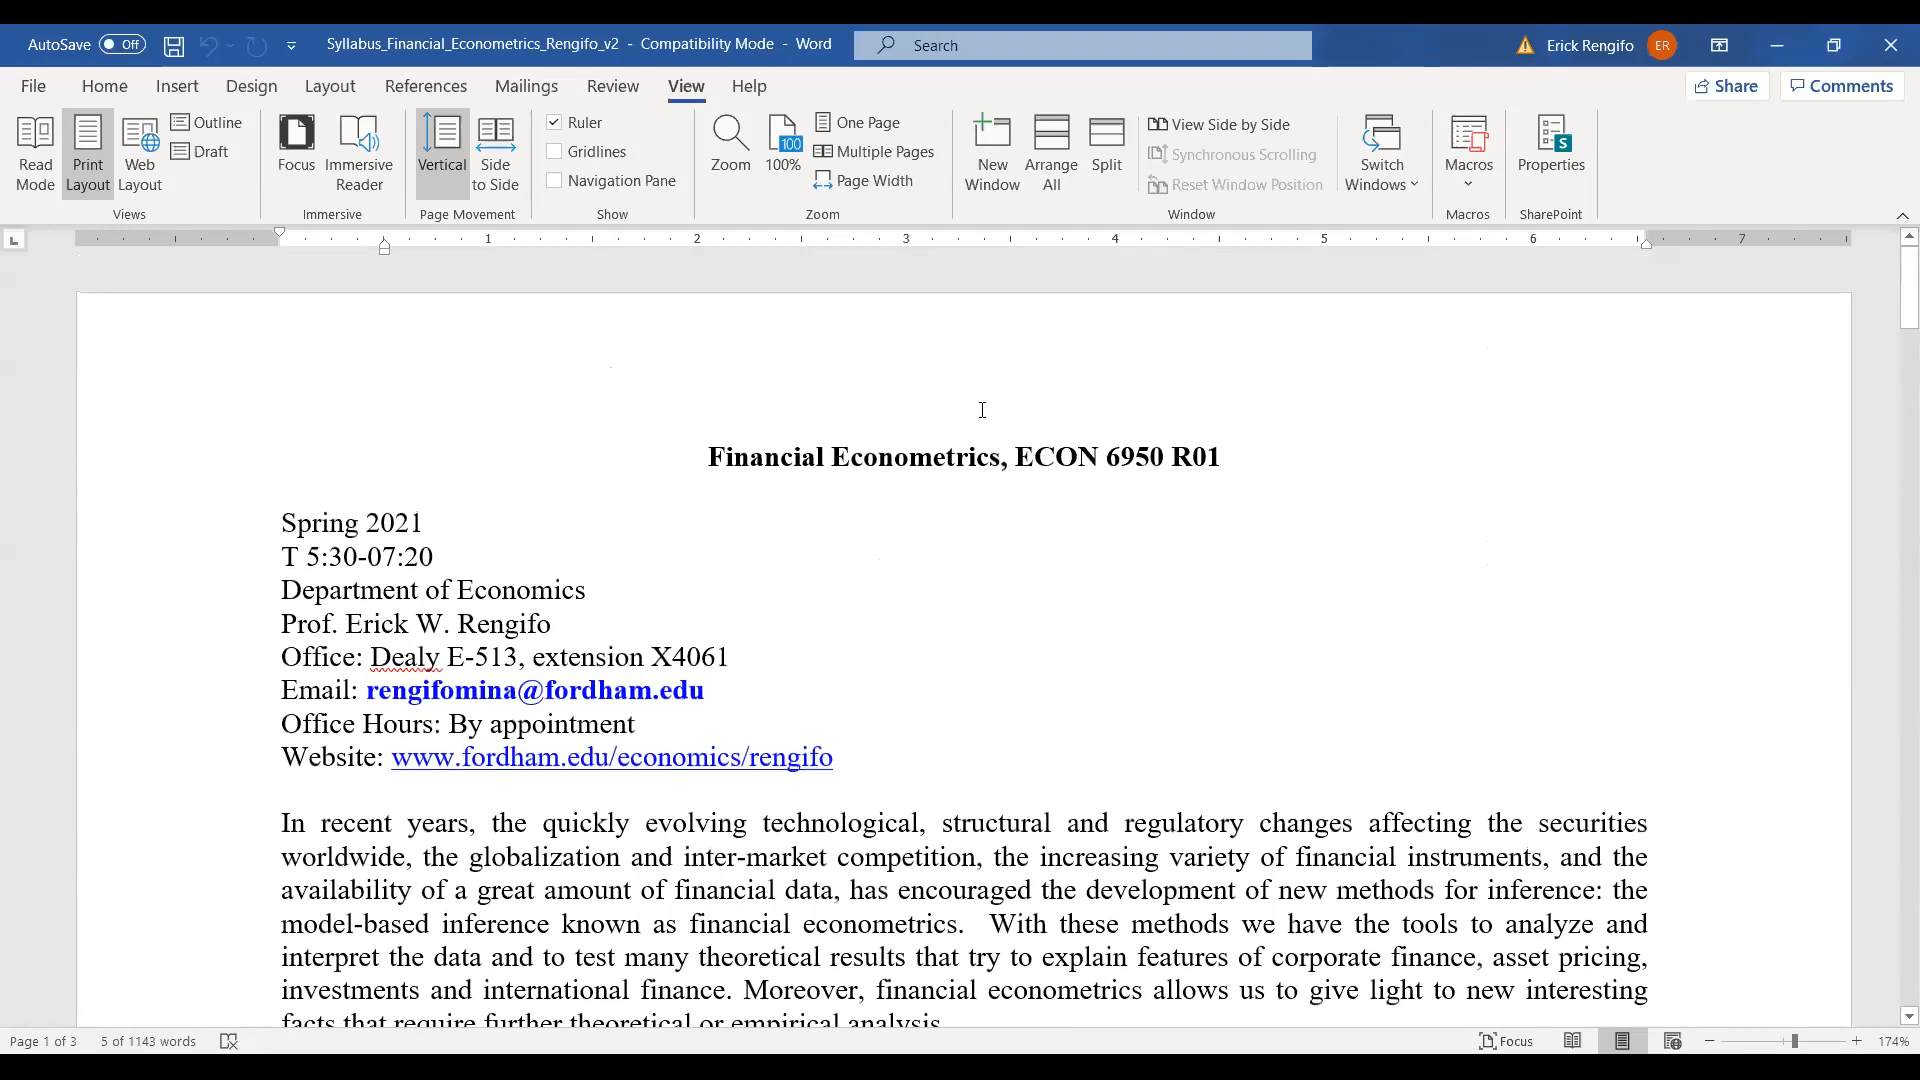 AutoSave Off Syllabus_Financial_Econometrics_Rengifo_v2 - Compatibility Mode - Word Search Erick Rengifo ER
File Home Insert Design Layout References Mailings Review View Help Share Comments
Read Mode
Print Layout
Web Layout
Outline
Draft
Views
Focus
Immersive Reader
Immersive
Vertical
Side to Side
Page Movement
Ruler
Gridlines
Navigation Pane
Show
Zoom
100
100%
One Page
Multiple Pages
Page Width
Zoom
New Window
Arrange All
Split
View Side by Side
Synchronous Scrolling
Reset Window Position
Switch Windows
Window
Macros
Macros
S
Properties
SharePoint
L
1 2 3 4 5 6 7
Financial Econometrics, ECON 6950 R01
Spring 2021
T 5:30-07:20
Department of Economics
Prof. Erick W. Rengifo
Office: Dealy E-513, extension X4061
Email: rengifomina@fordham.edu
Office Hours: By appointment
Website: www.fordham.edu/economics/rengifo
In recent years, the quickly evolving technological, structural and regulatory changes affecting the securities
worldwide, the globalization and inter-market competition, the increasing variety of financial instruments, and the
availability of a great amount of financial data, has encouraged the development of new methods for inference: the
model-based inference known as financial econometrics. With these methods we have the tools to analyze and
interpret the data and to test many theoretical results that try to explain features of corporate finance, asset pricing,
investments and international finance. Moreover, financial econometrics allows us to give light to new interesting
facts that require further theoretical or empirical analysis.
Page 1 of 3 5 of 1143 words Focus 174%